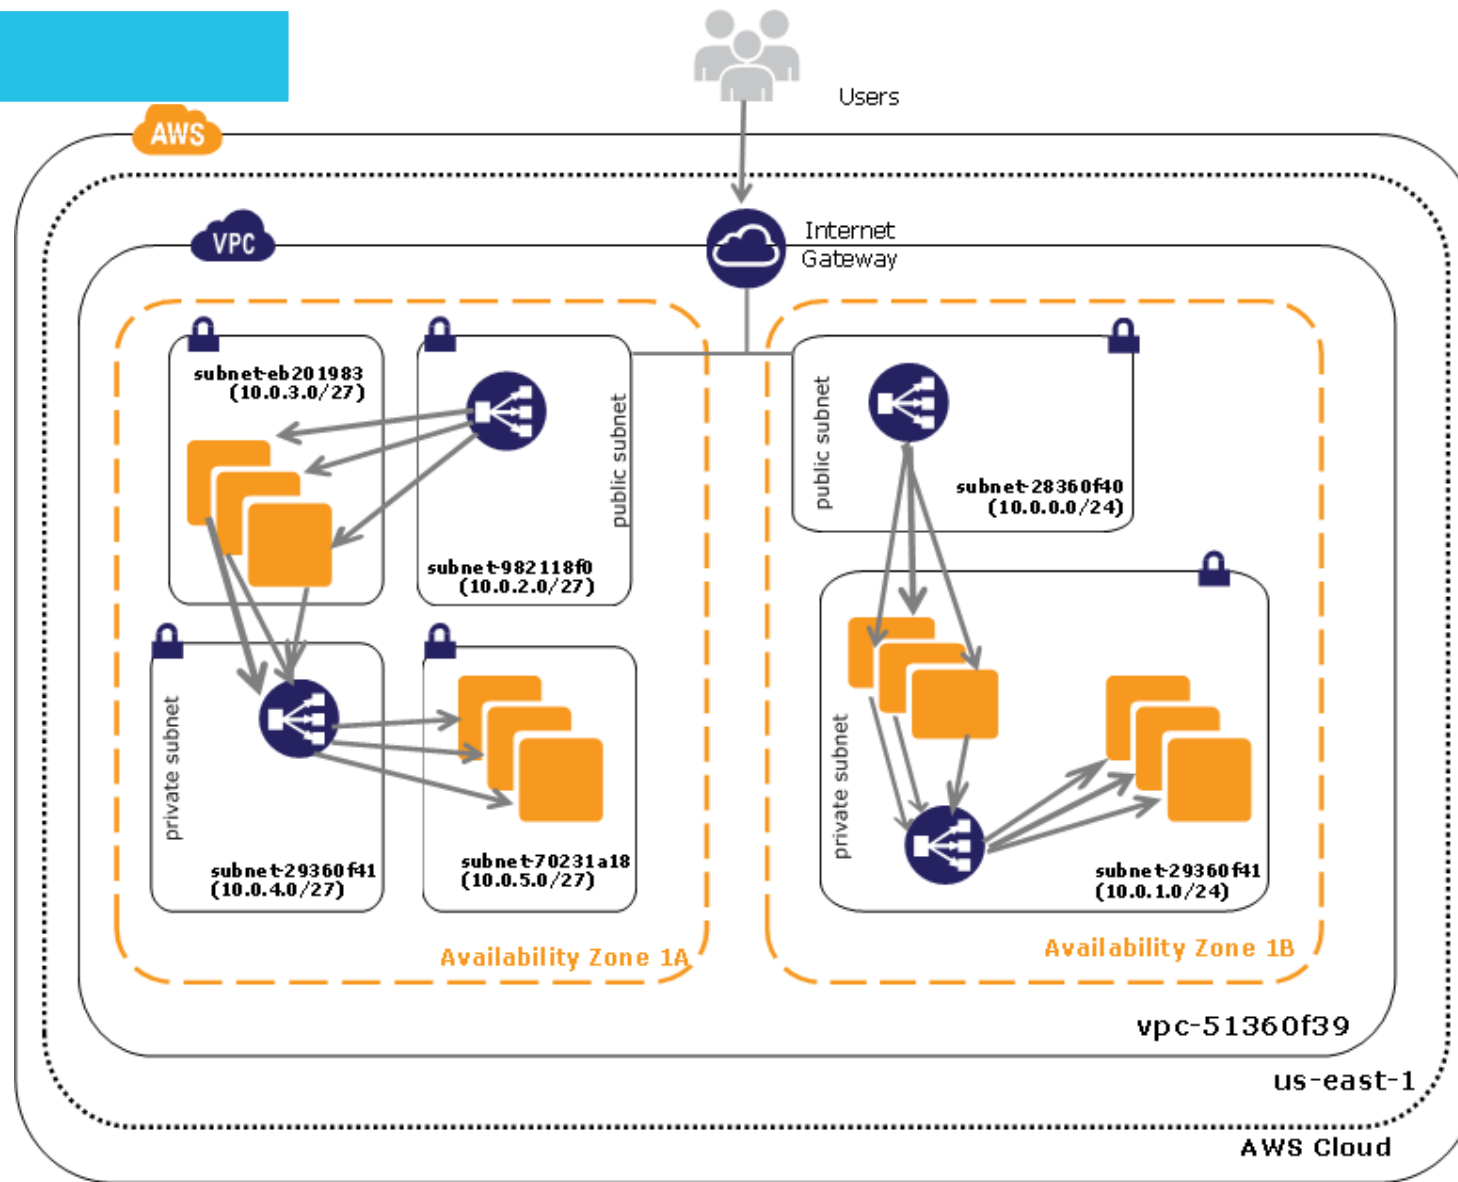 Users
AWS
Internet
Gateway
VPC
subnet-eb201983
(10.0.3.0/27)
public subnet
subnet-982118f0
(10.0.2.0/27)
public subnet
subnet-28360f40
(10.0.0.0/24)
private subnet
subnet-29360f41
(10.0.4.0/27)
subnet-70231a18
(10.0.5.0/27)
private subnet
subnet-29360f41
(10.0.1.0/24)
Availability Zone 1A
Availability Zone 1B
vpc-51360f39
us-east-1
AWS Cloud